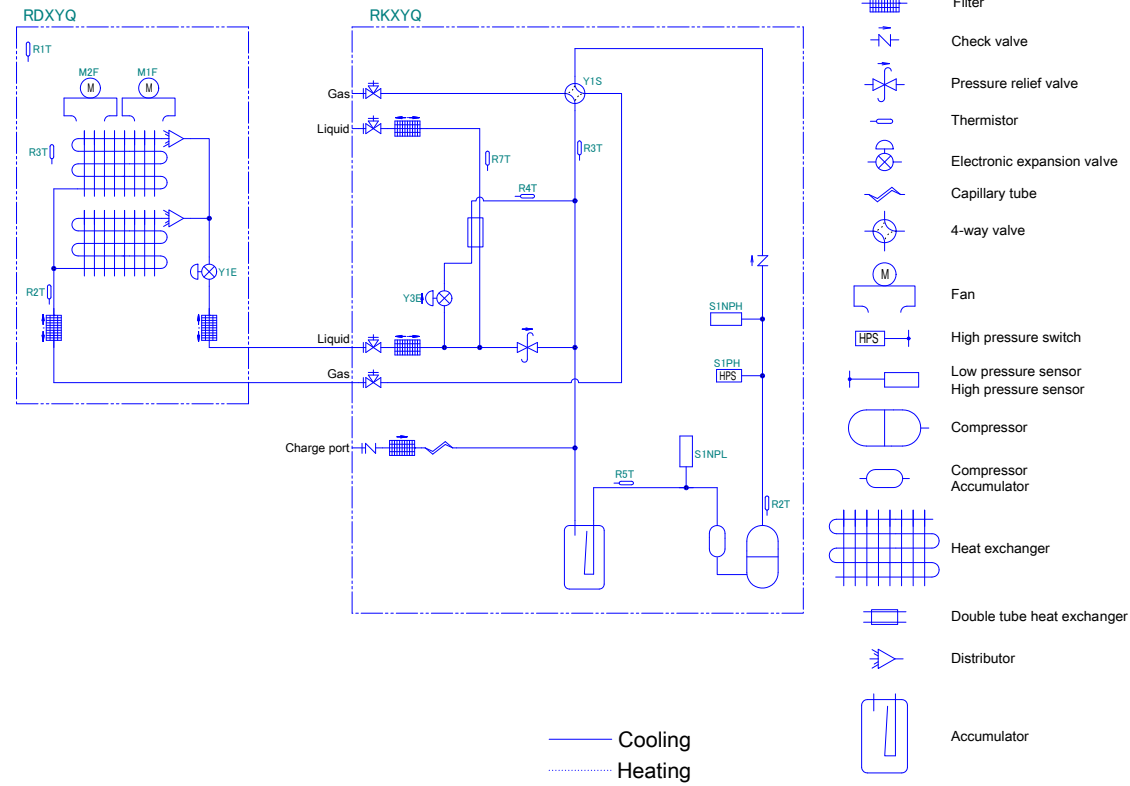 RDXYQ
R1T
M2F
M1F
M
M
R3T
R2T
Y1E
RKXYQ
Gas
Y1S
Liquid
R7T
R3T
R4T
Y3E
S1NPH
Liquid
S1PH
HPS
Gas
Charge port
R5T
S1NPL
R2T
Filter
Check valve
Pressure relief valve
Thermistor
Electronic expansion valve
Capillary tube
4-way valve
M
Fan
HPS
High pressure switch
Low pressure sensor
High pressure sensor
Compressor
Compressor
Accumulator
Heat exchanger
Double tube heat exchanger
Distributor
Accumulator
Cooling
Heating